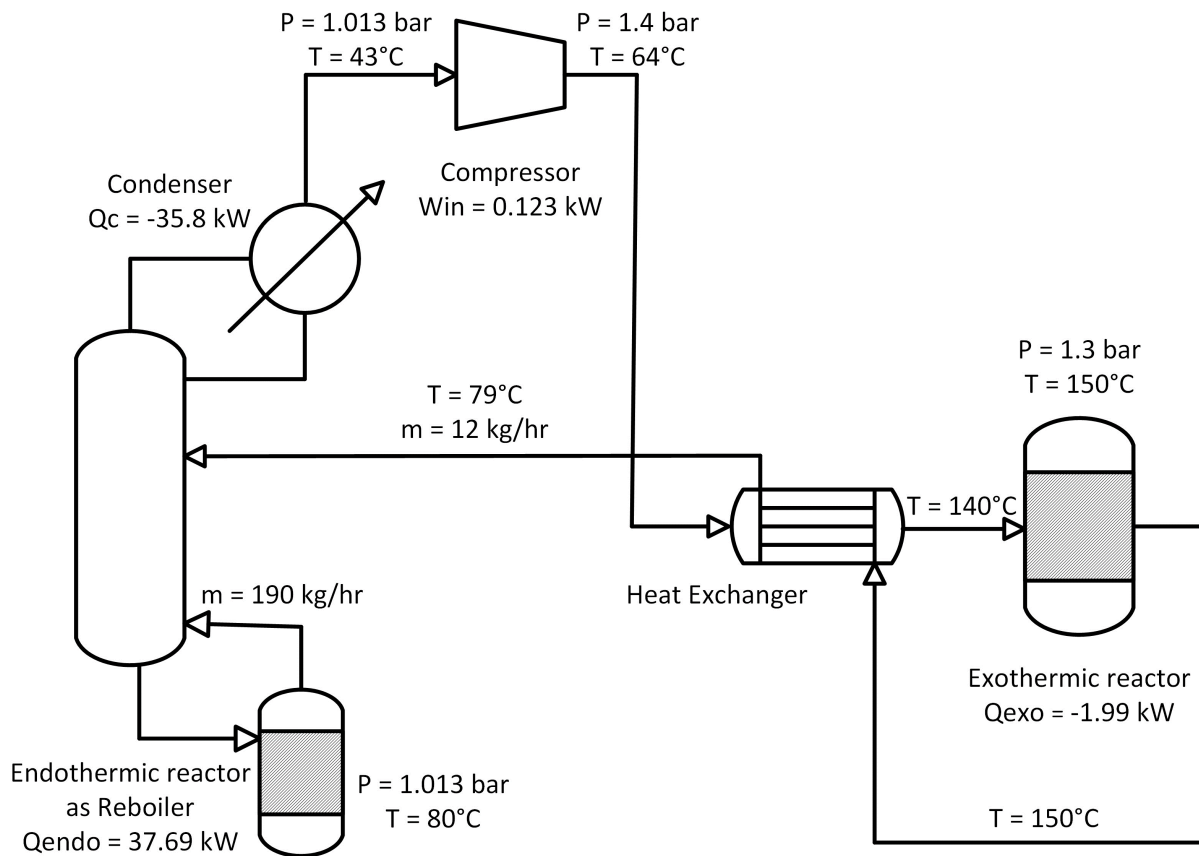 P = 1.013 bar
T = 43°C
P = 1.4 bar
T = 64°C
Condenser
Qc = -35.8 kW
Compressor
Win = 0.123 kW
T = 79°C
m = 12 kg/hr
P = 1.3 bar
T = 150°C
T = 140°C
Heat Exchanger
m = 190 kg/hr
Exothermic reactor
Qexo = -1.99 kW
Endothermic reactor
as Reboiler
Qendo = 37.69 kW
P = 1.013 bar
T = 80°C
T = 150°C